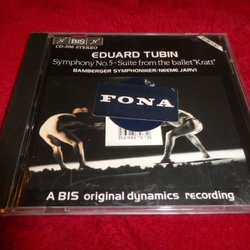 BIS
CD-306 STEREO
EDUARD TUBIN
Symphony No.5-Suite from the ballet "Kratt"
BAMBERGER SYMPHONIKER/NEEME JÄRVI
FONA
A BIS original dynamics recording